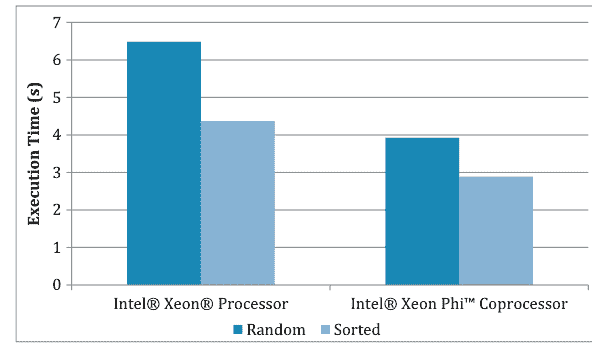 7
6
5
4
3
2
1
0
Execution Time (s)
Intel® Xeon® Processor Intel® Xeon Phi™ Coprocessor
Random Sorted